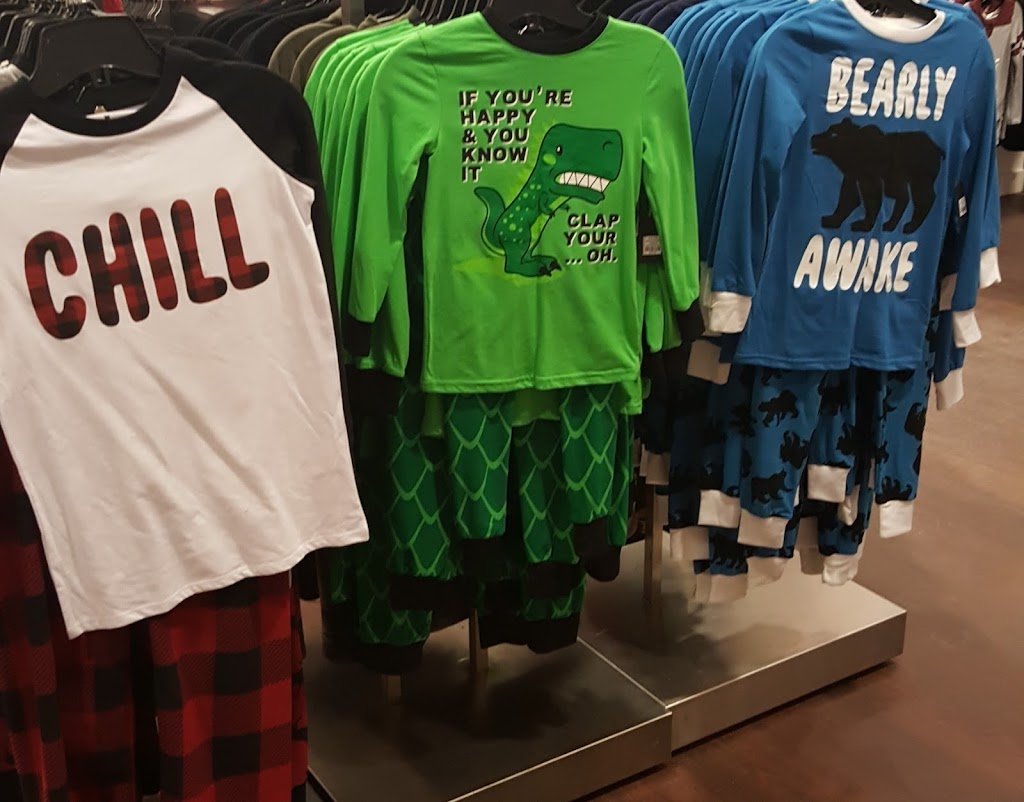 CHILL
IF YOU'RE
HAPPY
& YOU
KNOW
IT
CLAP
YOUR
... OH.
BEARLY
AWAKE